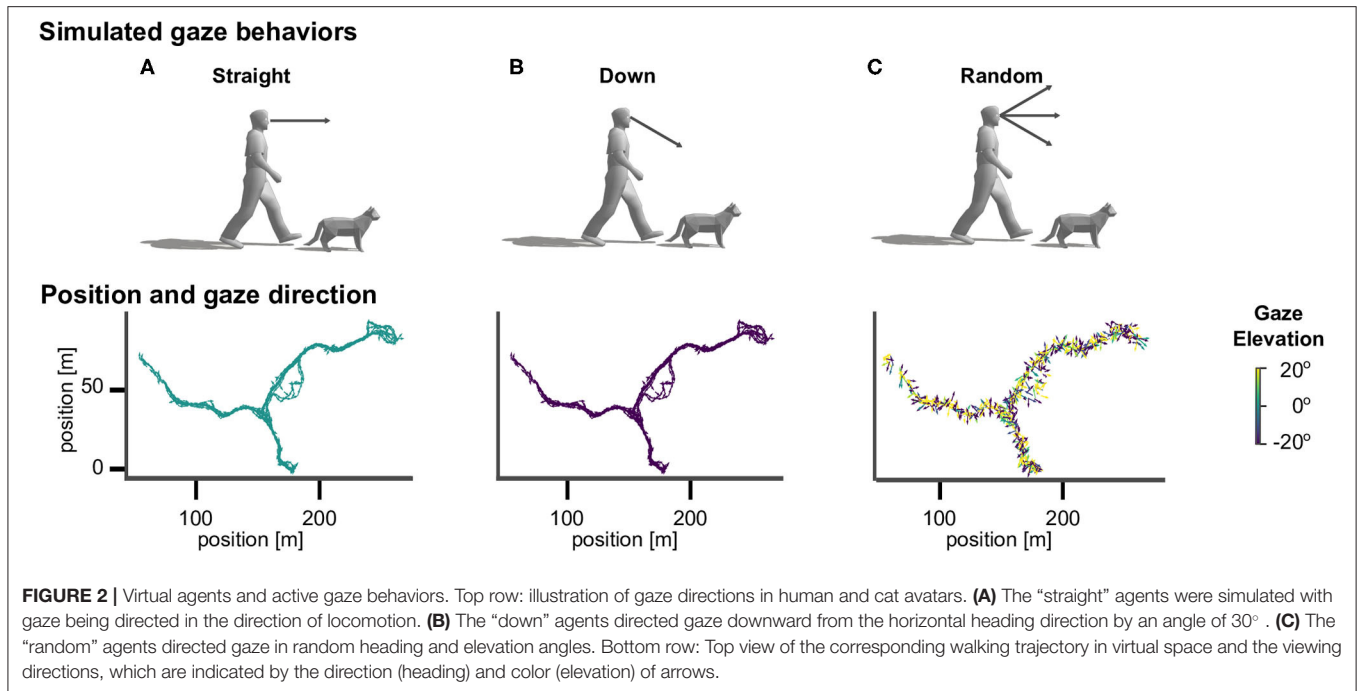 Simulated gaze behaviors
A
Straight
B
Down
C
Random
Position and gaze direction
position [m]
50
0
100
200
position [m]
100
200
position [m]
100
200
position [m]
Gaze
Elevation
20°
0°
-20°
FIGURE 2 | Virtual agents and active gaze behaviors. Top row: illustration of gaze directions in human and cat avatars. (A) The “straight” agents were simulated with
gaze being directed in the direction of locomotion. (B) The “down” agents directed gaze downward from the horizontal heading direction by an angle of 30° . (C) The
“random” agents directed gaze in random heading and elevation angles. Bottom row: Top view of the corresponding walking trajectory in virtual space and the viewing
directions, which are indicated by the direction (heading) and color (elevation) of arrows.